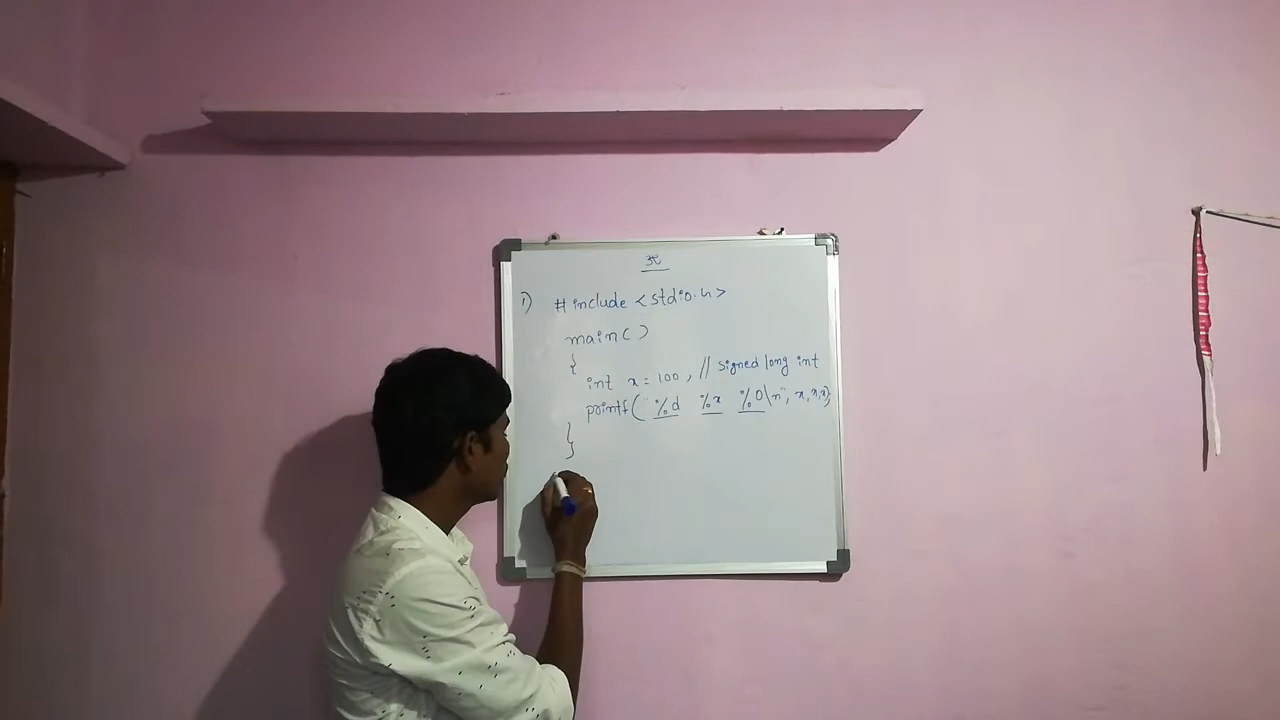 ॐ
1) #include <stdio.h>
main()
{
int x = 100, // signed long int
printf(" %d %x %O\n", x,x,x);
}